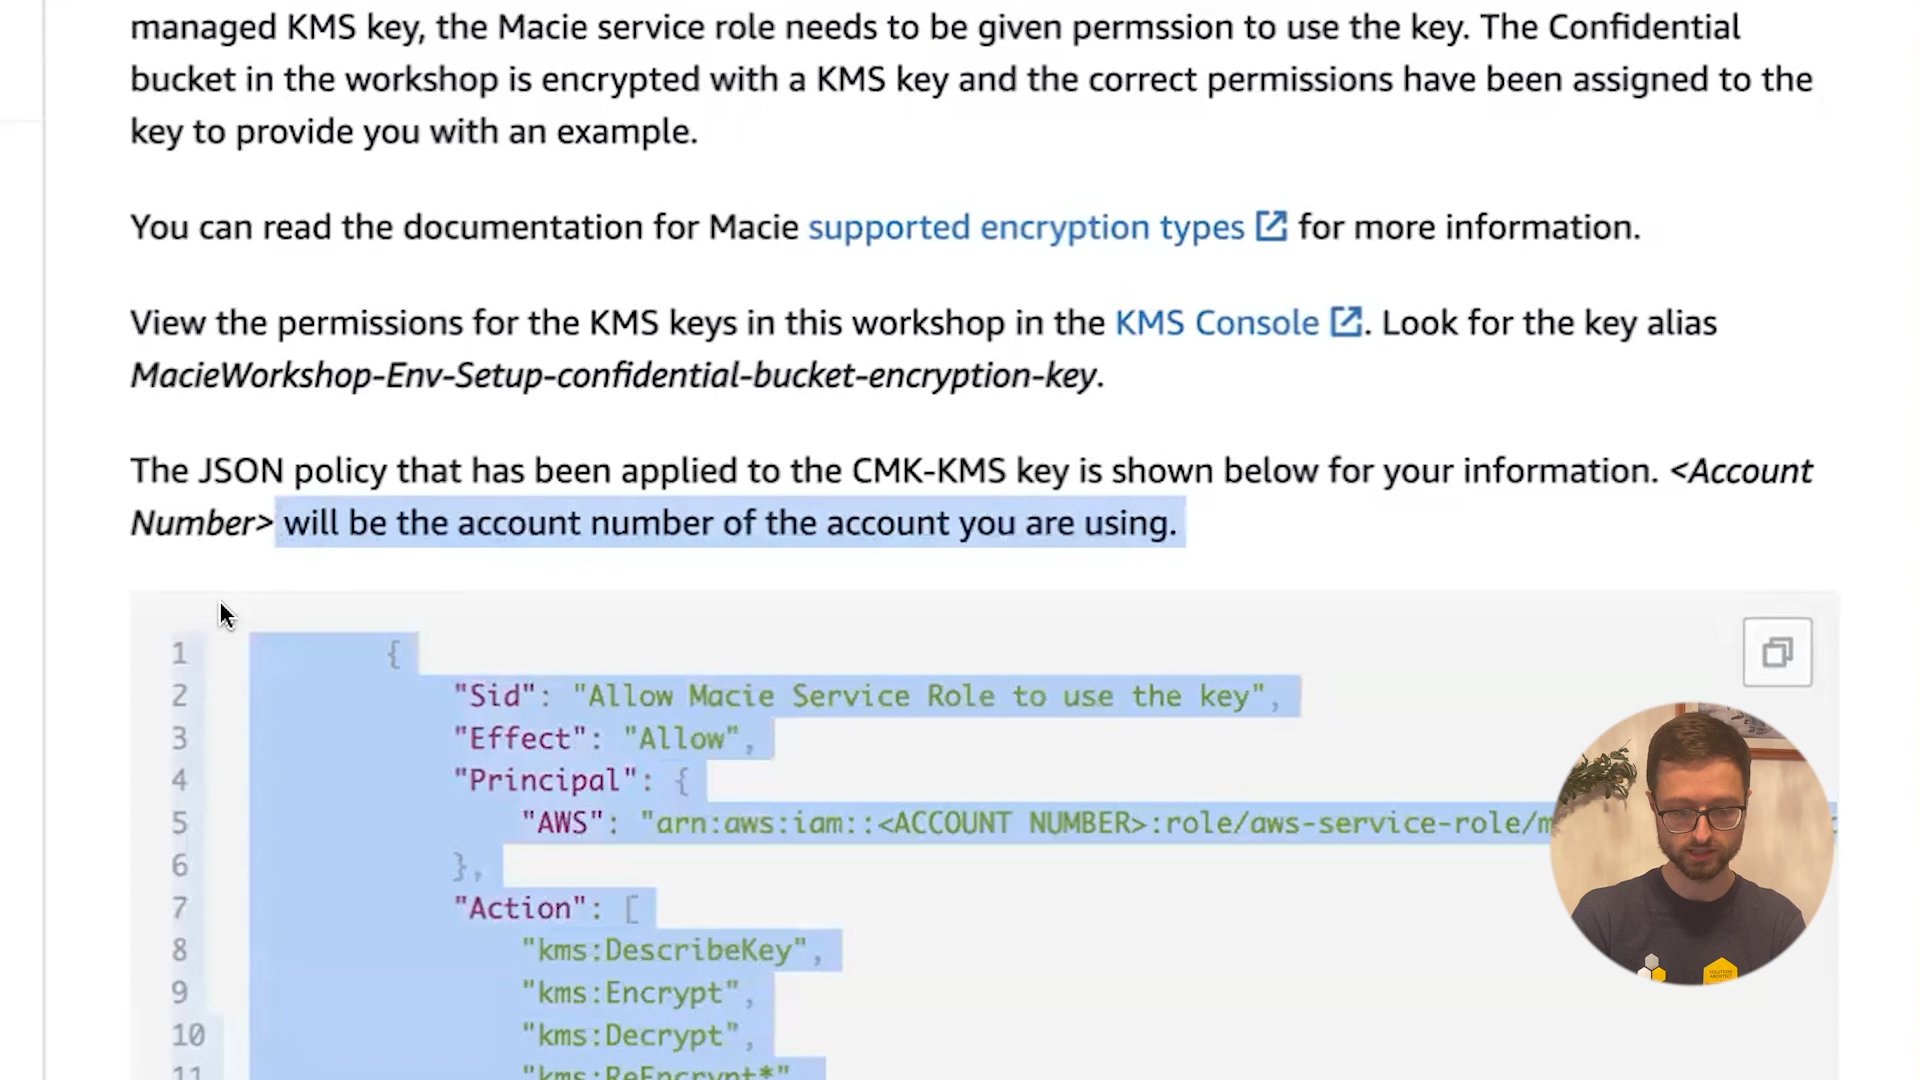 managed KMS key, the Macie service role needs to be given permssion to use the key. The Confidential
bucket in the workshop is encrypted with a KMS key and the correct permissions have been assigned to the
key to provide you with an example.
You can read the documentation for Macie supported encryption types for more information.
View the permissions for the KMS keys in this workshop in the KMS Console. Look for the key alias
MacieWorkshop-Env-Setup-confidential-bucket-encryption-key.
The JSON policy that has been applied to the CMK-KMS key is shown below for your information. <Account
Number> will be the account number of the account you are using.
1 {
2 "Sid": "Allow Macie Service Role to use the key",
3 "Effect": "Allow",
4 "Principal": {
5 "AWS": "arn:aws:iam::<ACCOUNT NUMBER>:role/aws-service-role/m
6 },
7 "Action": [
8 "kms:DescribeKey",
9 "kms:Encrypt",
10 "kms:Decrypt",
11 "kms:ReEncrypt*"
SOLUTIONS
ARCHITECT